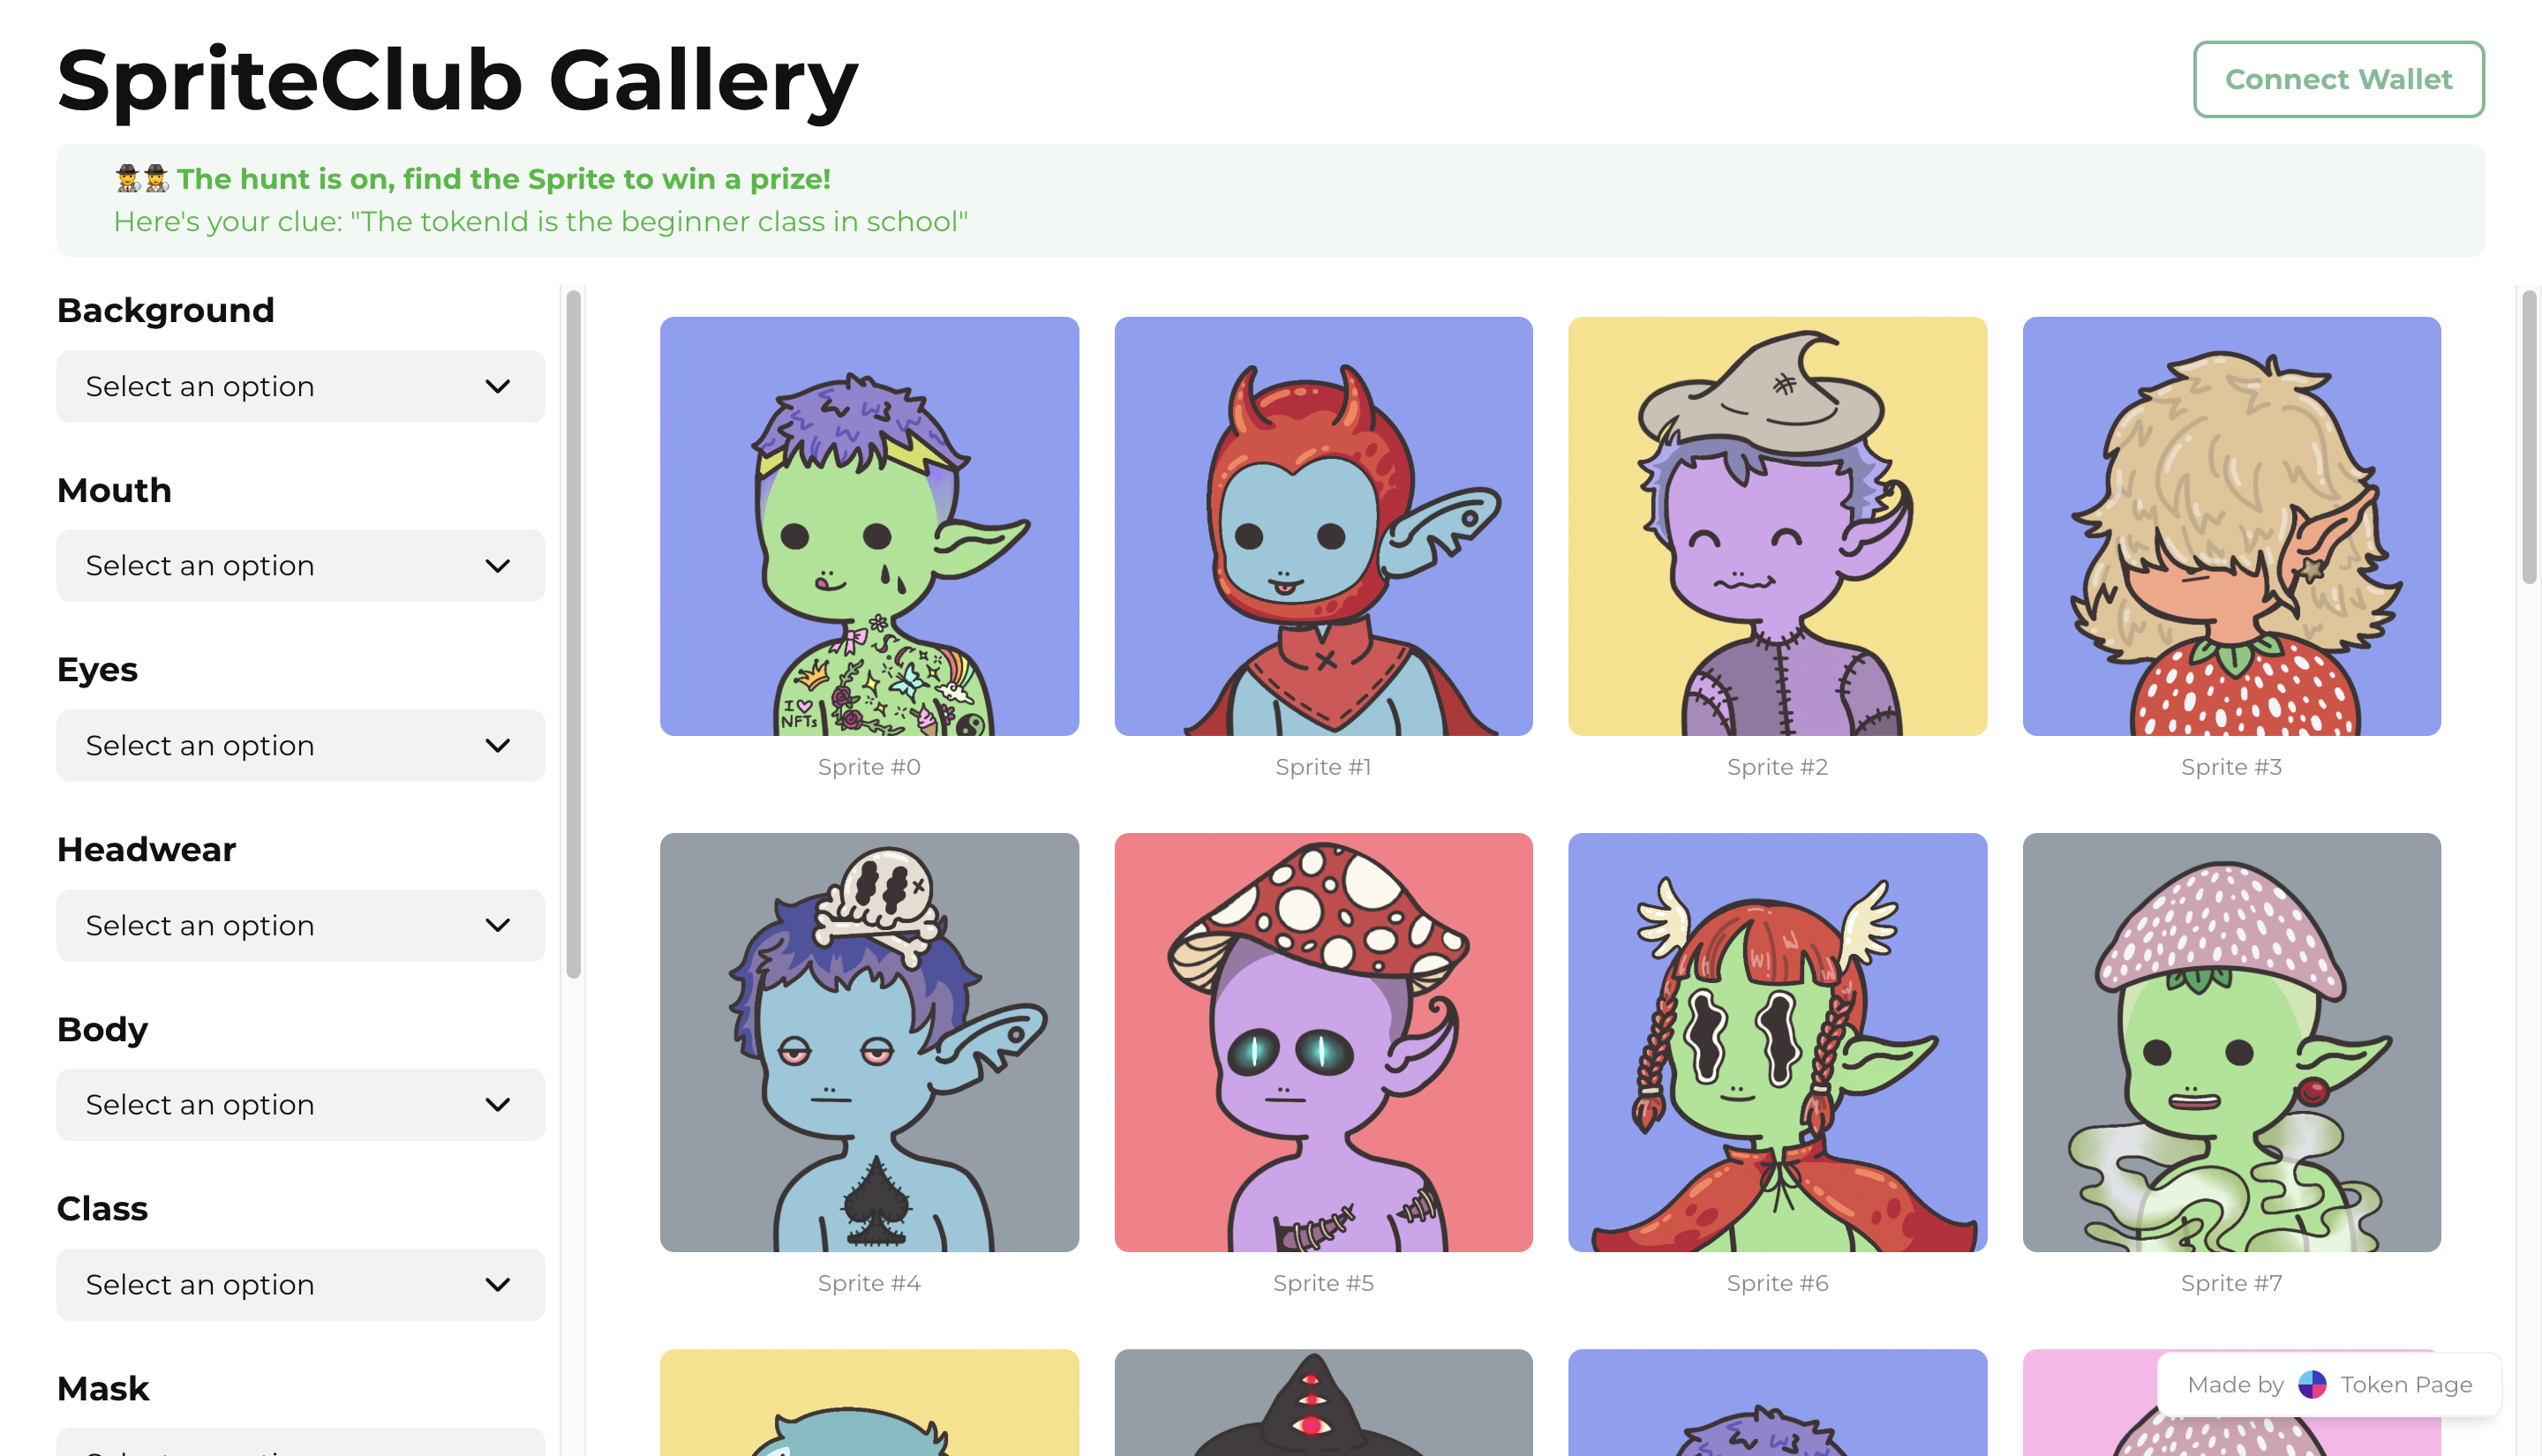 SpriteClub Gallery
Connect Wallet
🕵️🕵️ The hunt is on, find the Sprite to win a prize!
Here's your clue: "The tokenId is the beginner class in school"
Background
Select an option
Mouth
Select an option
Eyes
Select an option
Headwear
Select an option
Body
Select an option
Class
Select an option
Mask
I
NFTs
Sprite #0
Sprite #1
Sprite #2
Sprite #3
Sprite #4
Sprite #5
Sprite #6
Sprite #7
Made by Token Page